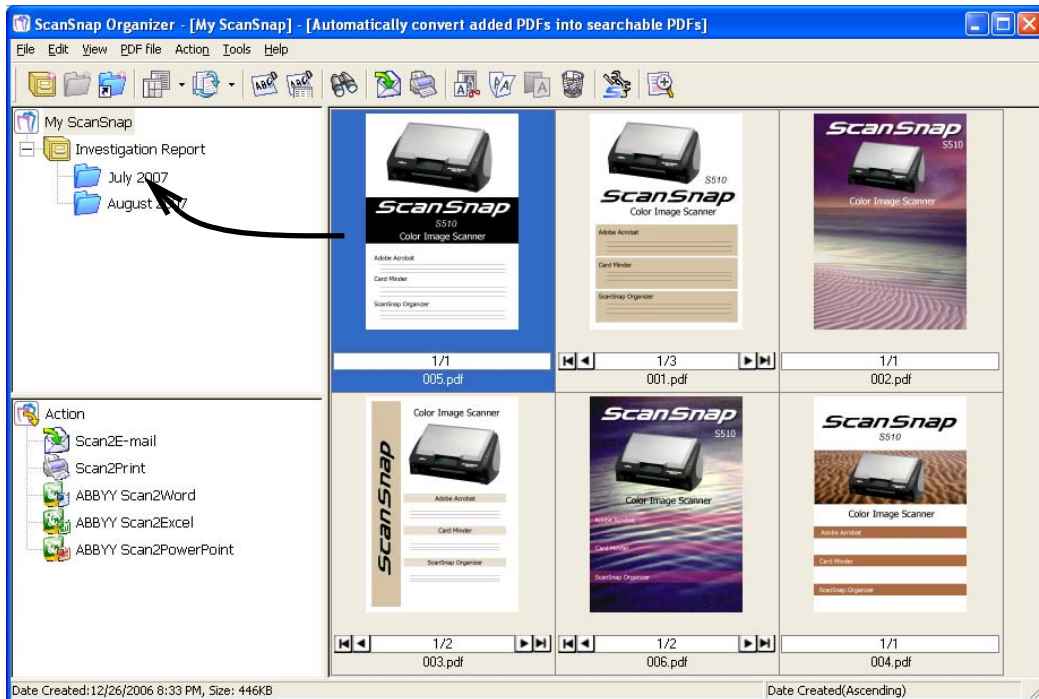 ScanSnap Organizer - [My ScanSnap] - [Automatically convert added PDFs into searchable PDFs]
File Edit View PDF file Action Tools Help
My ScanSnap
Investigation Report
July 2007
August
Action
Scan2E-mail
Scan2Print
ABBYY Scan2Word
ABBYY Scan2Excel
ABBYY Scan2PowerPoint
ScanSnap
S510
Color Image Scanner
Adobe Acrobat
Card Minder
ScanSnap Organizer
1/1
005.pdf
S510
ScanSnap
Color Image Scanner
Adobe Acrobat
Card Minder
ScanSnap Organizer
1/3
001.pdf
ScanSnap
S510
Color Image Scanner
1/1
002.pdf
Color Image Scanner
ScanSnap
Adobe Acrobat
Card Minder
ScanSnap Organizer
1/2
003.pdf
ScanSnap
S510
Color Image Scanner
Adobe Acrobat
Card Minder
ScanSnap Organizer
1/2
006.pdf
ScanSnap
S510
Color Image Scanner
Adobe Acrobat
Card Minder
ScanSnap Organizer
1/1
004.pdf
Date Created:12/26/2006 8:33 PM, Size: 446KB
Date Created(Ascending)